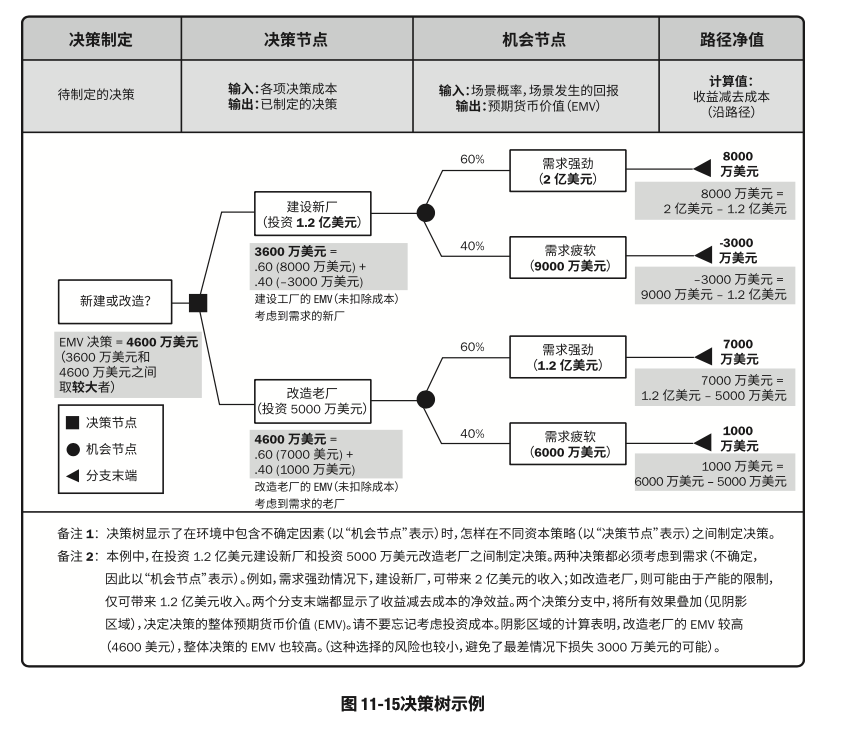 决策制定
决策节点
机会节点
路径净值
待制定的决策
输入：各项决策成本
输出：已制定的决策
输入：场景概率，场景发生的回报
输出：预期货币价值（EMV）
计算值：
收益减去成本
（沿路径）
新建或改造？
EMV 决策 = 4600 万美元
（3600 万美元和
4600 万美元之间
取较大者）
建设新厂
（投资 1.2 亿美元）
3600 万美元 =
.60 (8000 万美元) +
.40 (–3000 万美元)
建设工厂的 EMV（未扣除成本）
考虑到需求的新厂
改造老厂
（投资 5000 万美元）
4600 万美元 =
.60 (7000 美元) +
.40 (1000 万美元)
改造老厂的 EMV（未扣除成本）
考虑到需求的老厂
60%
需求强劲
（2 亿美元）
8000
万美元
8000 万美元 =
2 亿美元 – 1.2 亿美元
40%
需求疲软
（9000 万美元）
-3000
万美元
–3000 万美元 =
9000 万美元 – 1.2 亿美元
60%
需求强劲
（1.2 亿美元）
7000
万美元
7000 万美元 =
1.2 亿美元 – 5000 万美元
40%
需求疲软
（6000 万美元）
1000
万美元
1000 万美元 =
6000 万美元 – 5000 万美元
决策节点
机会节点
分支末端
备注 1：决策树显示了在环境中包含不确定因素（以“机会节点”表示）时，怎样在不同资本策略（以“决策节点”表示）之间制定决策。
备注 2：本例中，在投资 1.2 亿美元建设新厂和投资 5000 万美元改造老厂之间制定决策。两种决策都必须考虑到需求（不确定，
因此以“机会节点”表示）。例如，需求强劲情况下，建设新厂，可带来 2 亿美元的收入；如改造老厂，则可能由于产能的限制，
仅可带来 1.2 亿美元收入。两个分支末端都显示了收益减去成本的净效益。两个决策分支中，将所有效果叠加（见阴影
区域），决定决策的整体预期货币价值 (EMV)。请不要忘记考虑投资成本。阴影区域的计算表明，改造老厂的 EMV 较高
（4600 美元），整体决策的 EMV 也较高。（这种选择的风险也较小，避免了最差情况下损失 3000 万美元的可能）。
图 11-15决策树示例